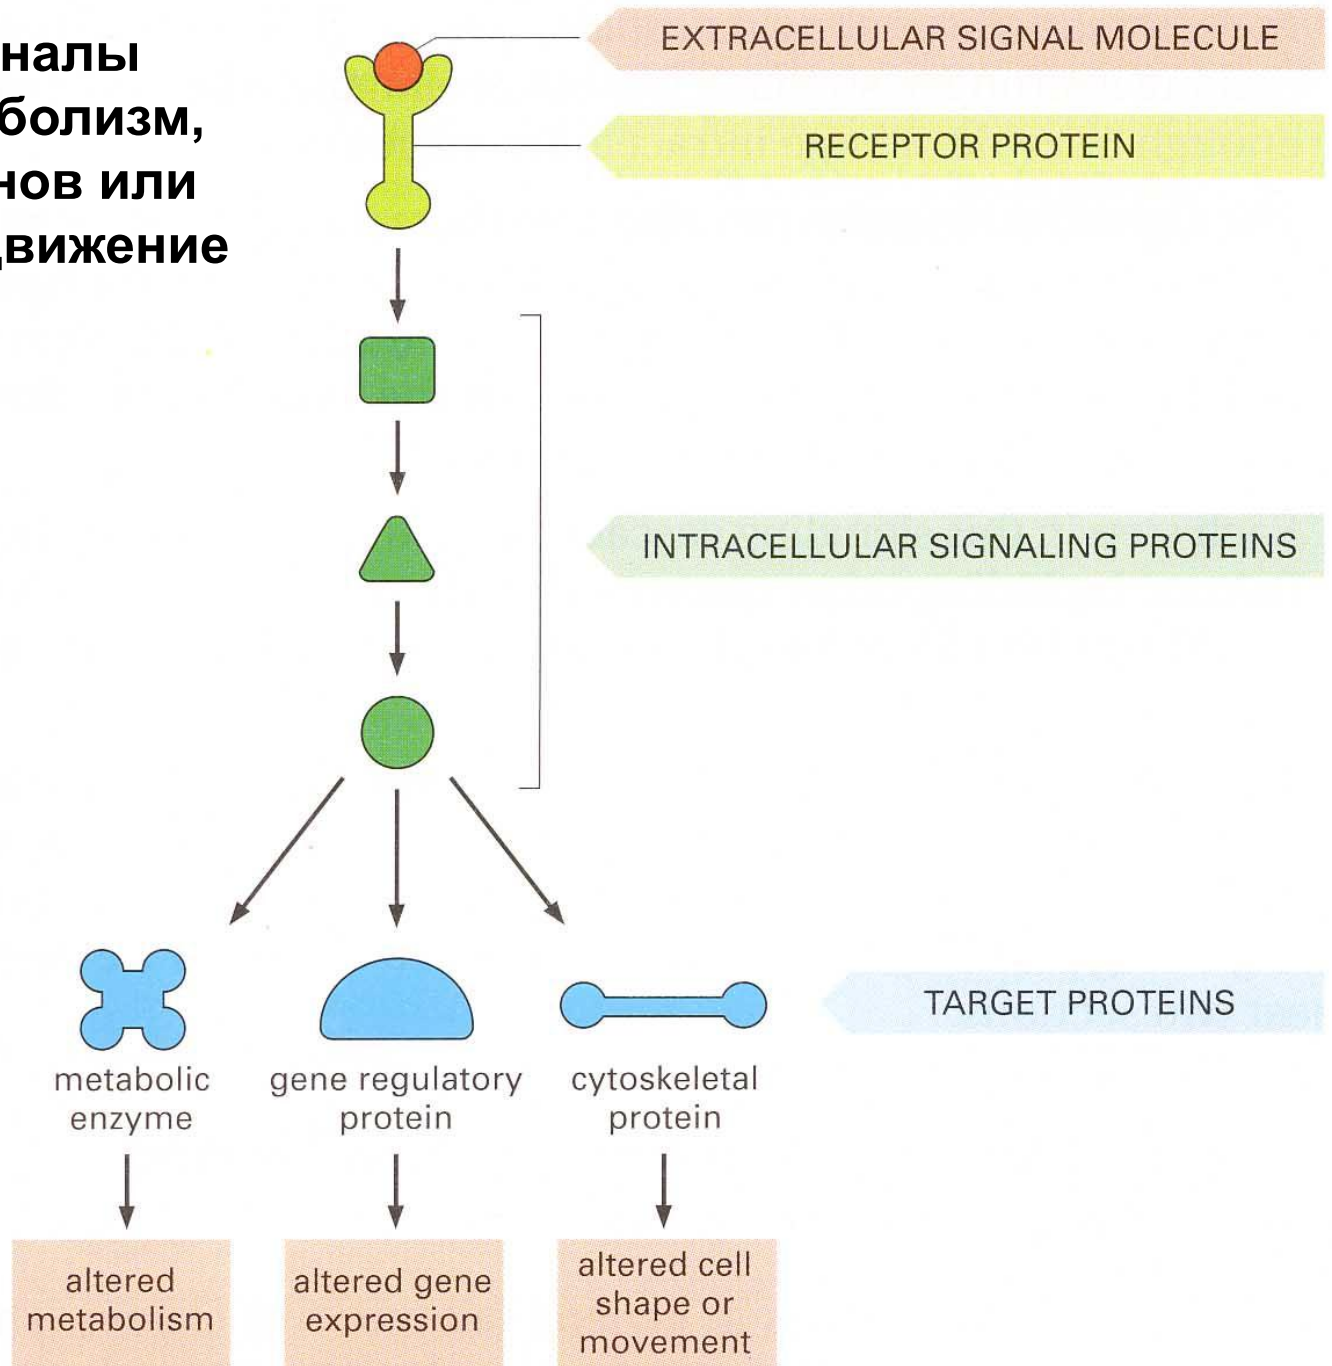 налы
болизм,
нов или
движение
EXTRACELLULAR SIGNAL MOLECULE
RECEPTOR PROTEIN
INTRACELLULAR SIGNALING PROTEINS
TARGET PROTEINS
metabolic
enzyme
gene regulatory
protein
cytoskeletal
protein
altered
metabolism
altered gene
expression
altered cell
shape or
movement